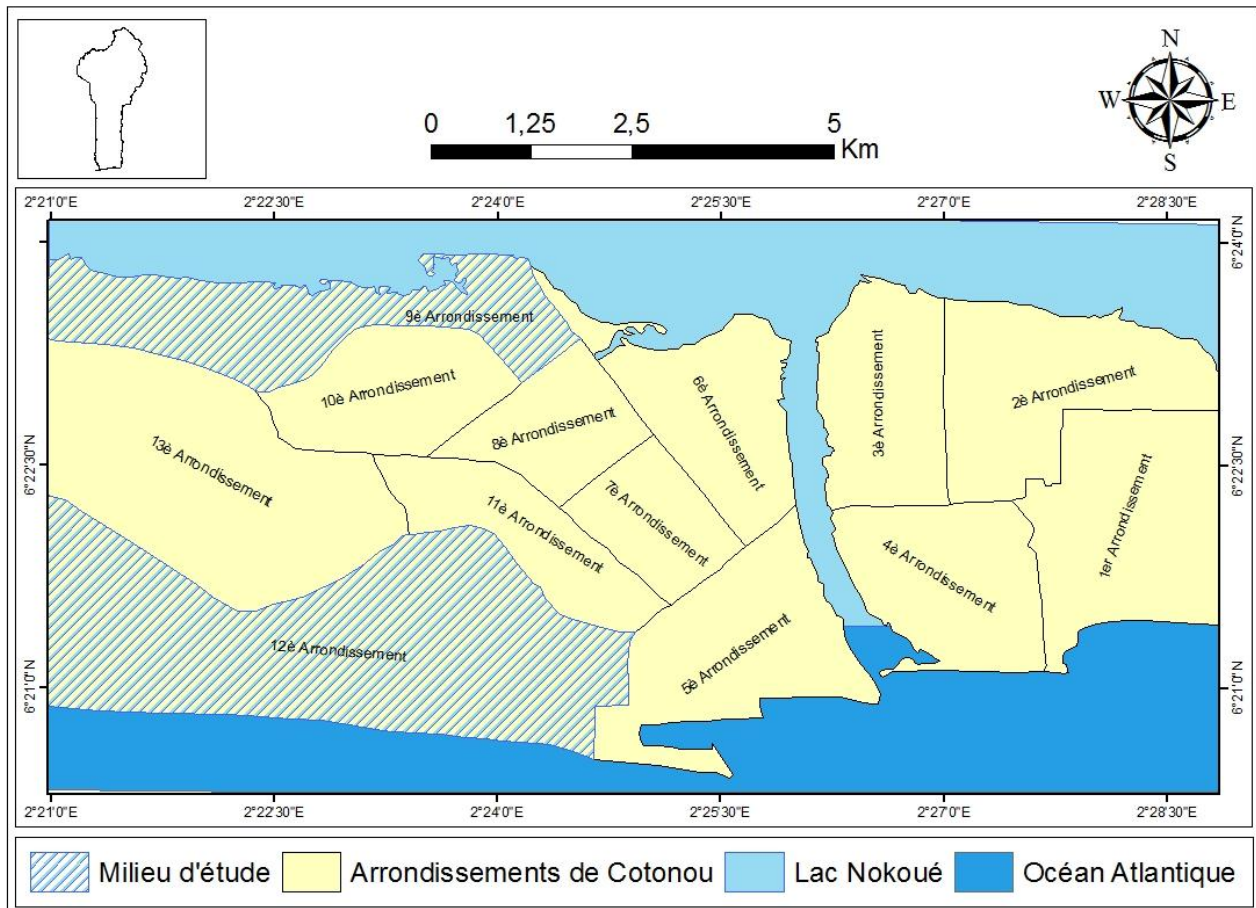 N
W E
S
0 1,25 2,5 5
Km
2°21'0"E 2°22'30"E 2°24'0"E 2°25'30"E 2°27'0"E 2°28'30"E
6°24'0"N 6°24'0"N
9è Arrondissement
10è Arrondissement
6è Arrondissement
3è Arrondissement
2è Arrondissement
8è Arrondissement
13è Arrondissement
6°22'30"N 6°22'30"N
11è Arrondissement
7è Arrondissement
4è Arrondissement
1er Arrondissement
12è Arrondissement
5è Arrondissement
6°21'0"N 6°21'0"N
2°21'0"E 2°22'30"E 2°24'0"E 2°25'30"E 2°27'0"E 2°28'30"E
Milieu d'étude Arrondissements de Cotonou Lac Nokoué Océan Atlantique